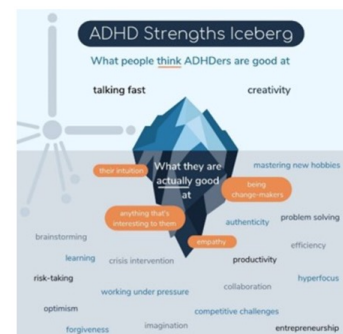 ADHD Strengths Iceberg
What people think ADHDers are good at
talking fast
creativity
What they are
actually good
at
their intuition
mastering new hobbies
being
change-makers
anything that's
interesting to them
authenticity
problem solving
brainstorming
empathy
efficiency
learning
crisis intervention
productivity
risk-taking
working under pressure
collaboration
hyperfocus
optimism
competitive challenges
forgiveness
imagination
entrepreneurship